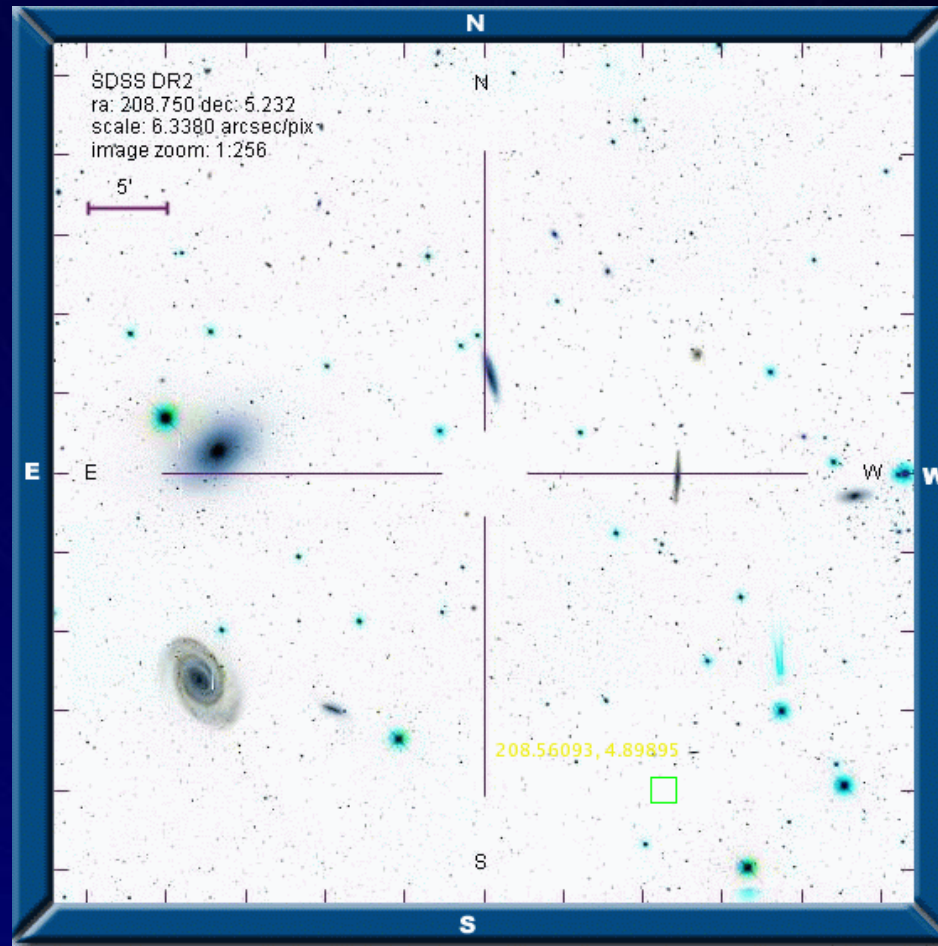 N
SDSS DR2
ra: 208.750 dec: 5.232
scale: 6.3380 arcsec/pix
image zoom: 1:256
N
5'
E
E
W
W
208.56093, 4.89895
S
S